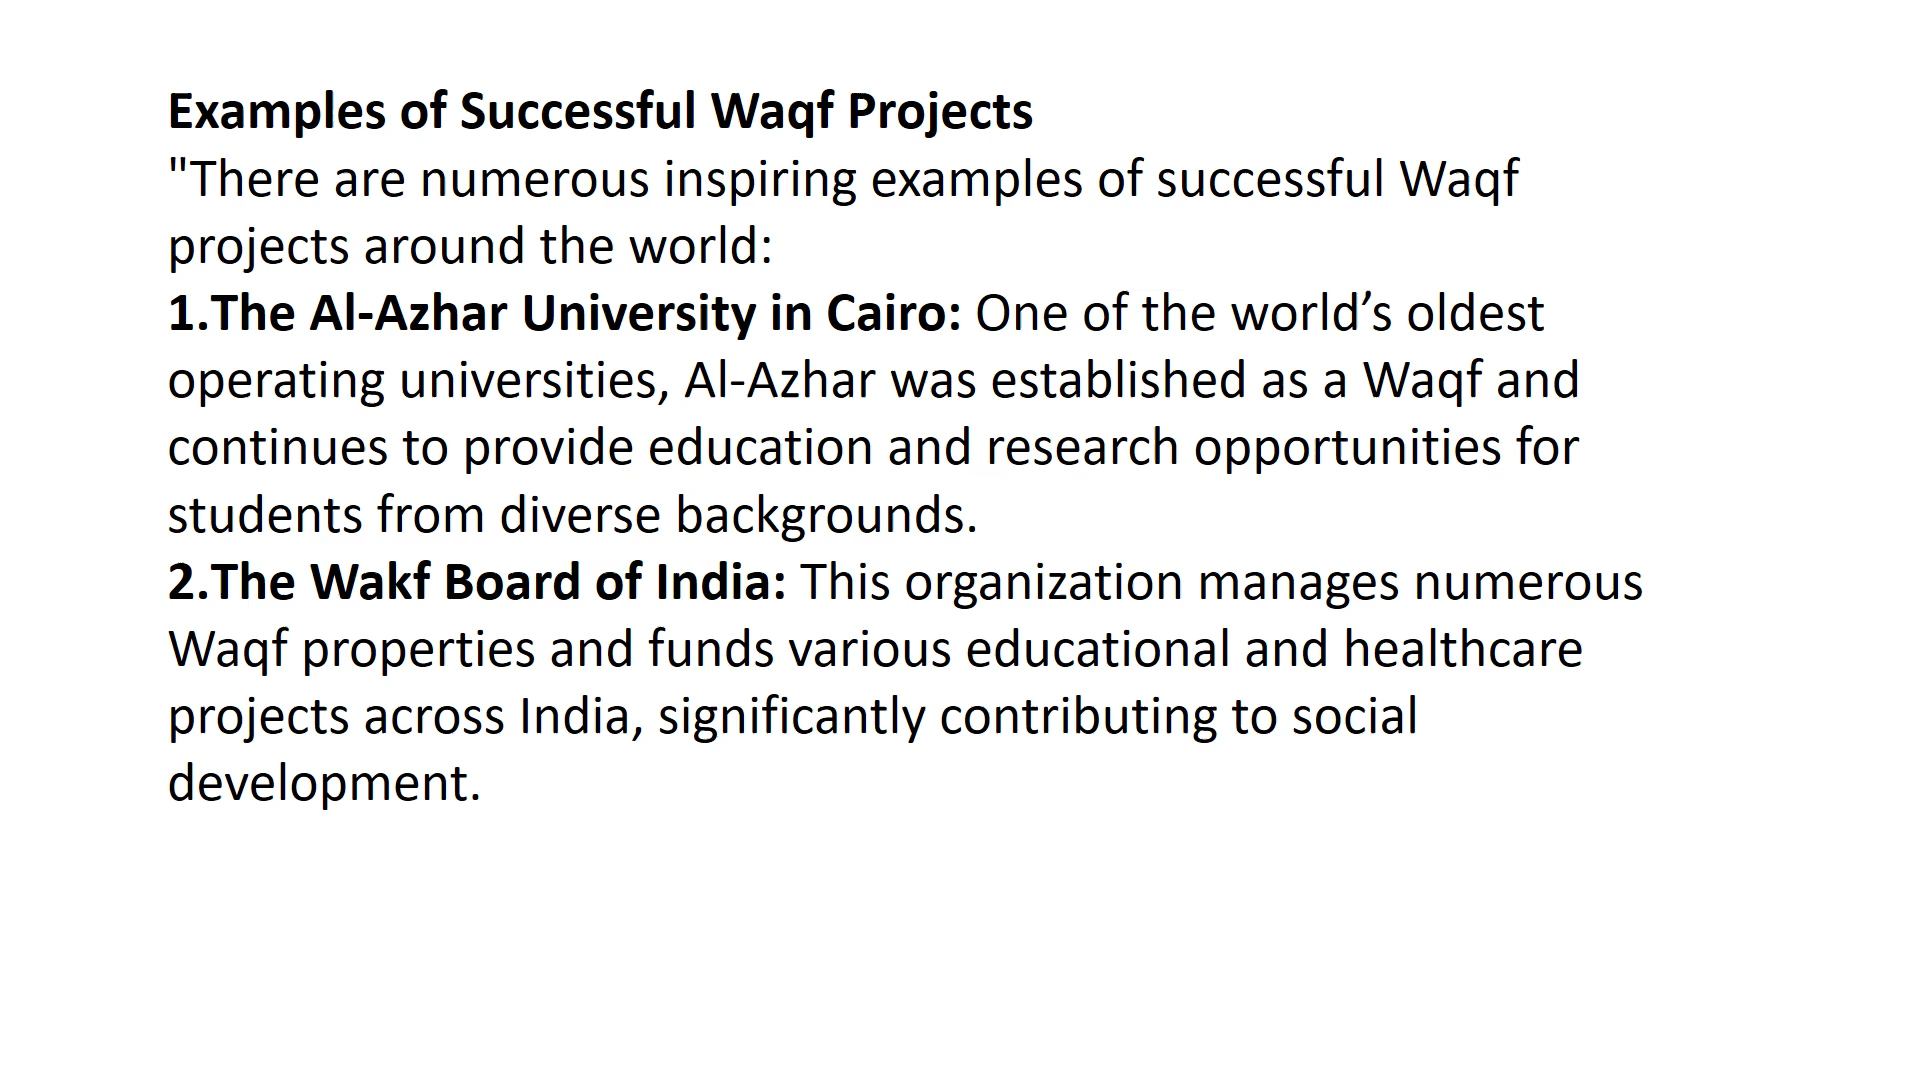 Examples of Successful Waqf Projects
"There are numerous inspiring examples of successful Waqf
projects around the world:
1.The Al-Azhar University in Cairo: One of the world’s oldest
operating universities, Al-Azhar was established as a Waqf and
continues to provide education and research opportunities for
students from diverse backgrounds.
2.The Wakf Board of India: This organization manages numerous
Waqf properties and funds various educational and healthcare
projects across India, significantly contributing to social
development.